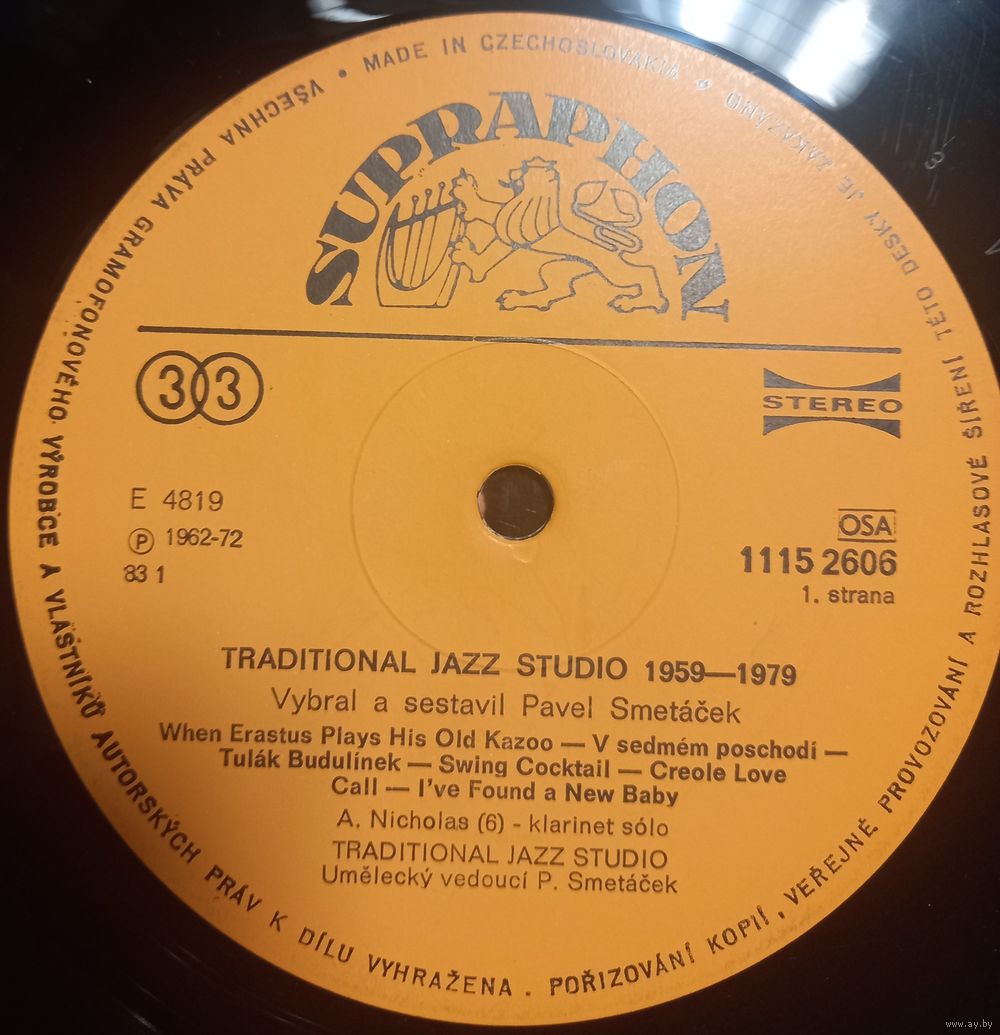 VŠECHNA PRÁVA GRAMOFONOVÉHO VÝROBCE A VLASTNÍKŮ AUTORSKÝCH PRÁV K DÍLU VYHRAŽENA . POŘIZOVÁNÍ KOPIÍ, VEŘEJNÉ PROVOZOVÁNÍ A ROZHLASOVÉ ŠÍŘENÍ TÉTO DESKY JE ZAKÁZÁNO • MADE IN CZECHOSLOVAKIA •
SUPRAPHON
33
STEREO
E 4819
Ⓟ 1962-72
83 1
OSA
1115 2606
1. strana
TRADITIONAL JAZZ STUDIO 1959—1979
Vybral a sestavil Pavel Smetáček
When Erastus Plays His Old Kazoo — V sedmém poschodí —
Tulák Budulínek — Swing Cocktail — Creole Love
Call — I've Found a New Baby
A. Nicholas (6) - klarinet sólo
TRADITIONAL JAZZ STUDIO
Umělecký vedoucí P. Smetáček
www.ay.by